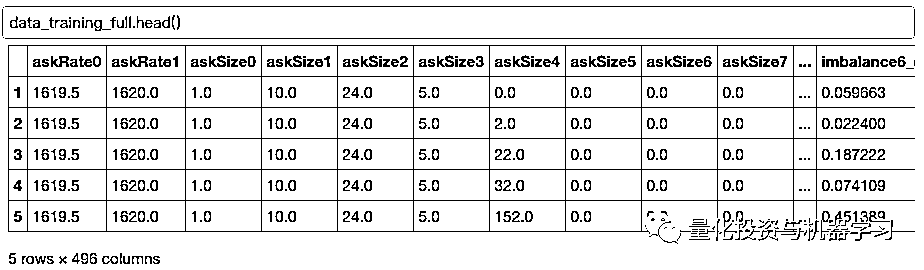 data_training_full.head()
askRate0 askRate1 askSize0 askSize1 askSize2 askSize3 askSize4 askSize5 askSize6 askSize7 ...
1 1619.5 1620.0 1.0 10.0 24.0 5.0 0.0 0.0 0.0 0.0 ... 0.059663
2 1619.5 1620.0 1.0 10.0 24.0 5.0 2.0 0.0 0.0 0.0 ... 0.022400
3 1619.5 1620.0 1.0 10.0 24.0 5.0 22.0 0.0 0.0 0.0 ... 0.187222
4 1619.5 1620.0 1.0 10.0 24.0 5.0 32.0 0.0 0.0 0.0 ... 0.074109
5 1619.5 1620.0 1.0 10.0 24.0 5.0 152.0 0.0 0.0 0.0 ... 0.451389
量化投资与机器学习
5 rows × 496 columns